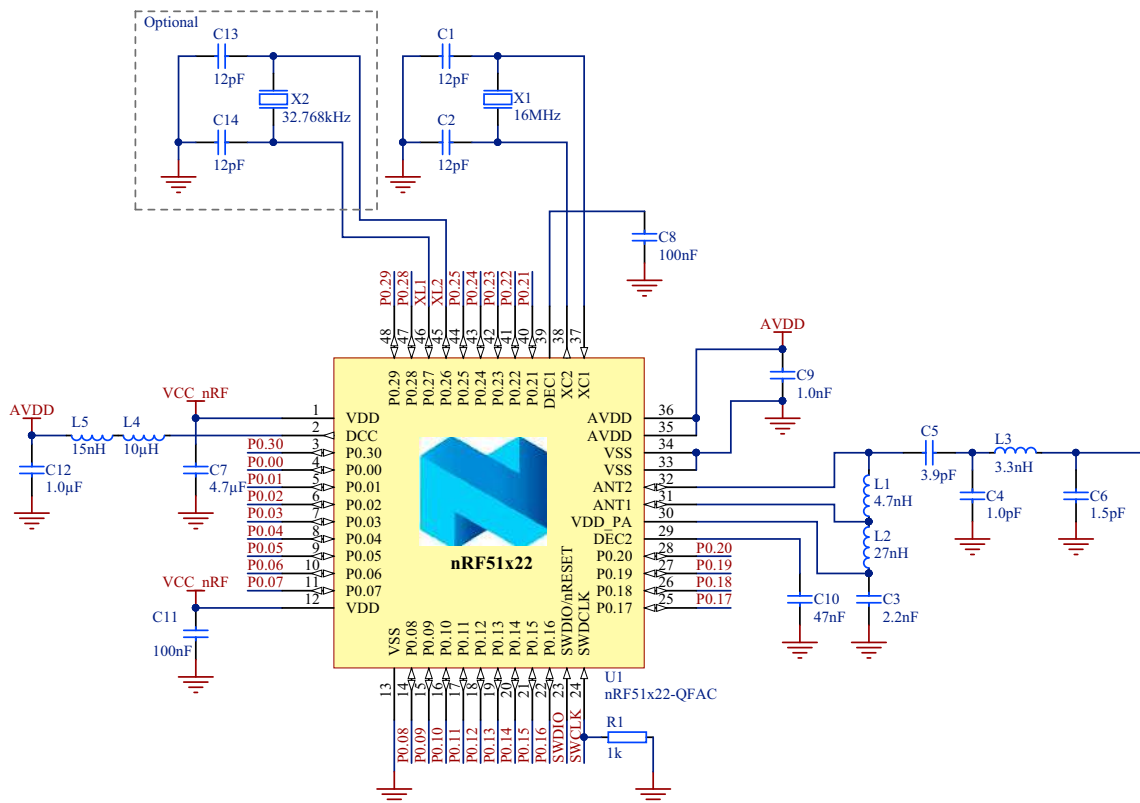 Optional
C13
12pF
X2
32.768kHz
C14
12pF
C1
12pF
X1
16MHz
C2
12pF
C8
100nF
P0.29
P0.28
XL1
XL2
P0.25
P0.24
P0.23
P0.22
P0.21
48
47
46
45
44
43
42
41
40
39
38
37
P0.29
P0.28
P0.27
P0.26
P0.25
P0.24
P0.23
P0.22
P0.21
DEC1
XC2
XC1
AVDD
C9
1.0nF
AVDD
L5
15nH
L4
10µH
VCC_nRF
C12
1.0µF
C7
4.7µF
1 VDD
2 DCC
P0.30 3 P0.30
P0.00 4 P0.00
P0.01 5 P0.01
P0.02 6 P0.02
P0.03 7 P0.03
P0.04 8 P0.04
P0.05 9 P0.05
P0.06 10 P0.06
P0.07 11 P0.07
12 VDD
VCC_nRF
C11
100nF
nRF51x22
AVDD 36
AVDD 35
VSS 34
VSS 33
ANT2 32
ANT1 31
VDD_PA 30
DEC2 29
P0.20 28 P0.20
P0.19 27 P0.19
P0.18 26 P0.18
P0.17 25 P0.17
L1
4.7nH
L2
27nH
C5
3.9pF
L3
3.3nH
C4
1.0pF
C6
1.5pF
C10
47nF
C3
2.2nF
VSS
P0.08
P0.09
P0.10
P0.11
P0.12
P0.13
P0.14
P0.15
P0.16
SWDIO/nRESET
SWDCLK
13
14
15
16
17
18
19
20
21
22
23
24
P0.08
P0.09
P0.10
P0.11
P0.12
P0.13
P0.14
P0.15
P0.16
SWDIO
SWCLK
U1
nRF51x22-QFAC
R1
1k